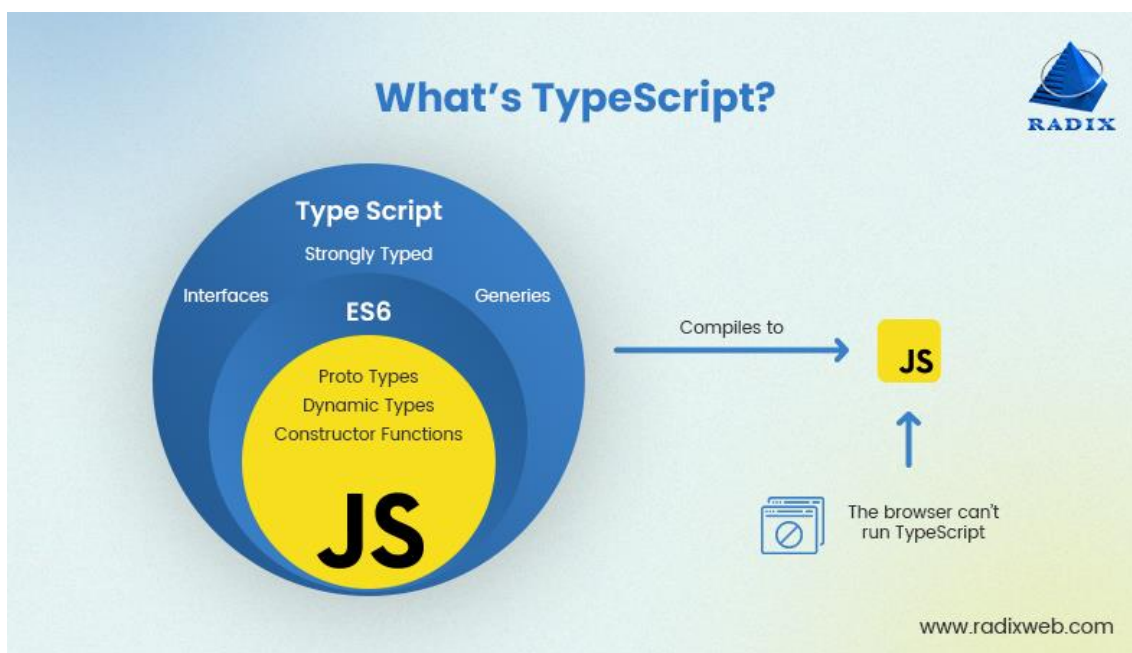 What's TypeScript?
RADIX
Type Script
Strongly Typed
Interfaces
Generies
ES6
Proto Types
Dynamic Types
Constructor Functions
JS
Compiles to
JS
The browser can't
run TypeScript
www.radixweb.com